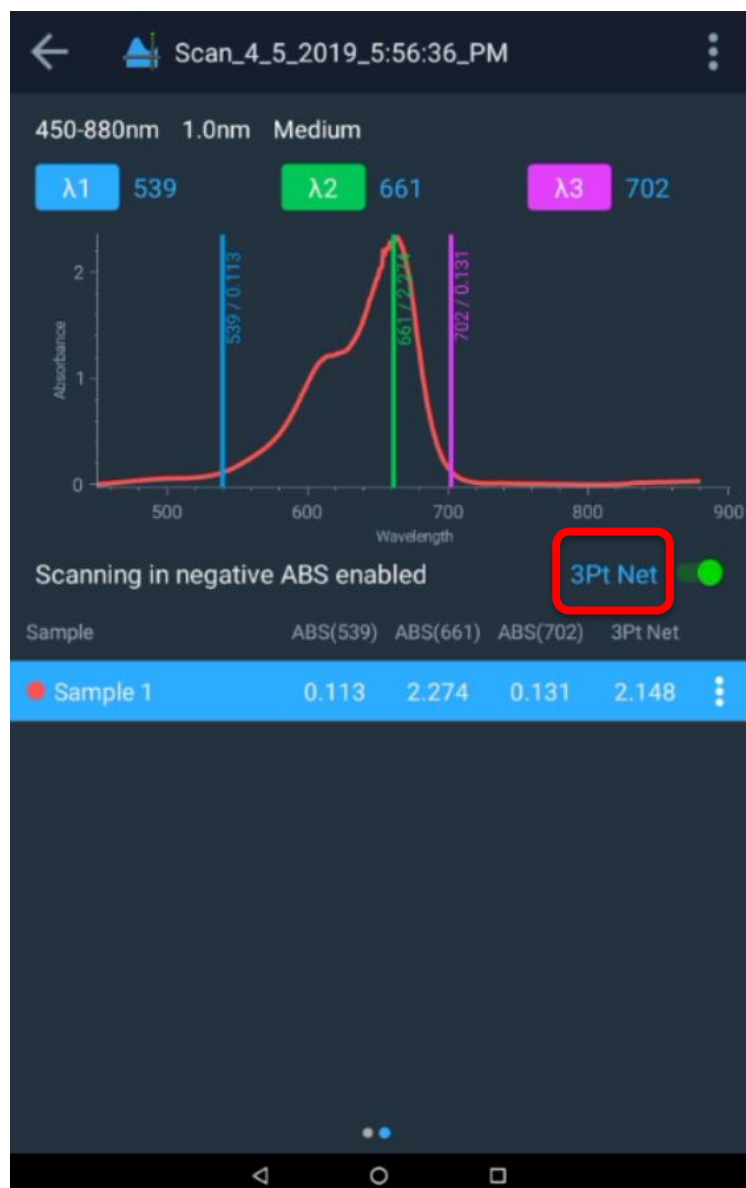 Scan_4_5_2019_5:56:36_PM
450-880nm 1.0nm Medium
λ1 539 λ2 661 λ3 702
539 / 0.113
661 / 2.274
702 / 0.131
2
1
0
Absorbance
500 600 700 800 900
Wavelength
Scanning in negative ABS enabled 3Pt Net
Sample ABS(539) ABS(661) ABS(702) 3Pt Net
Sample 1 0.113 2.274 0.131 2.148